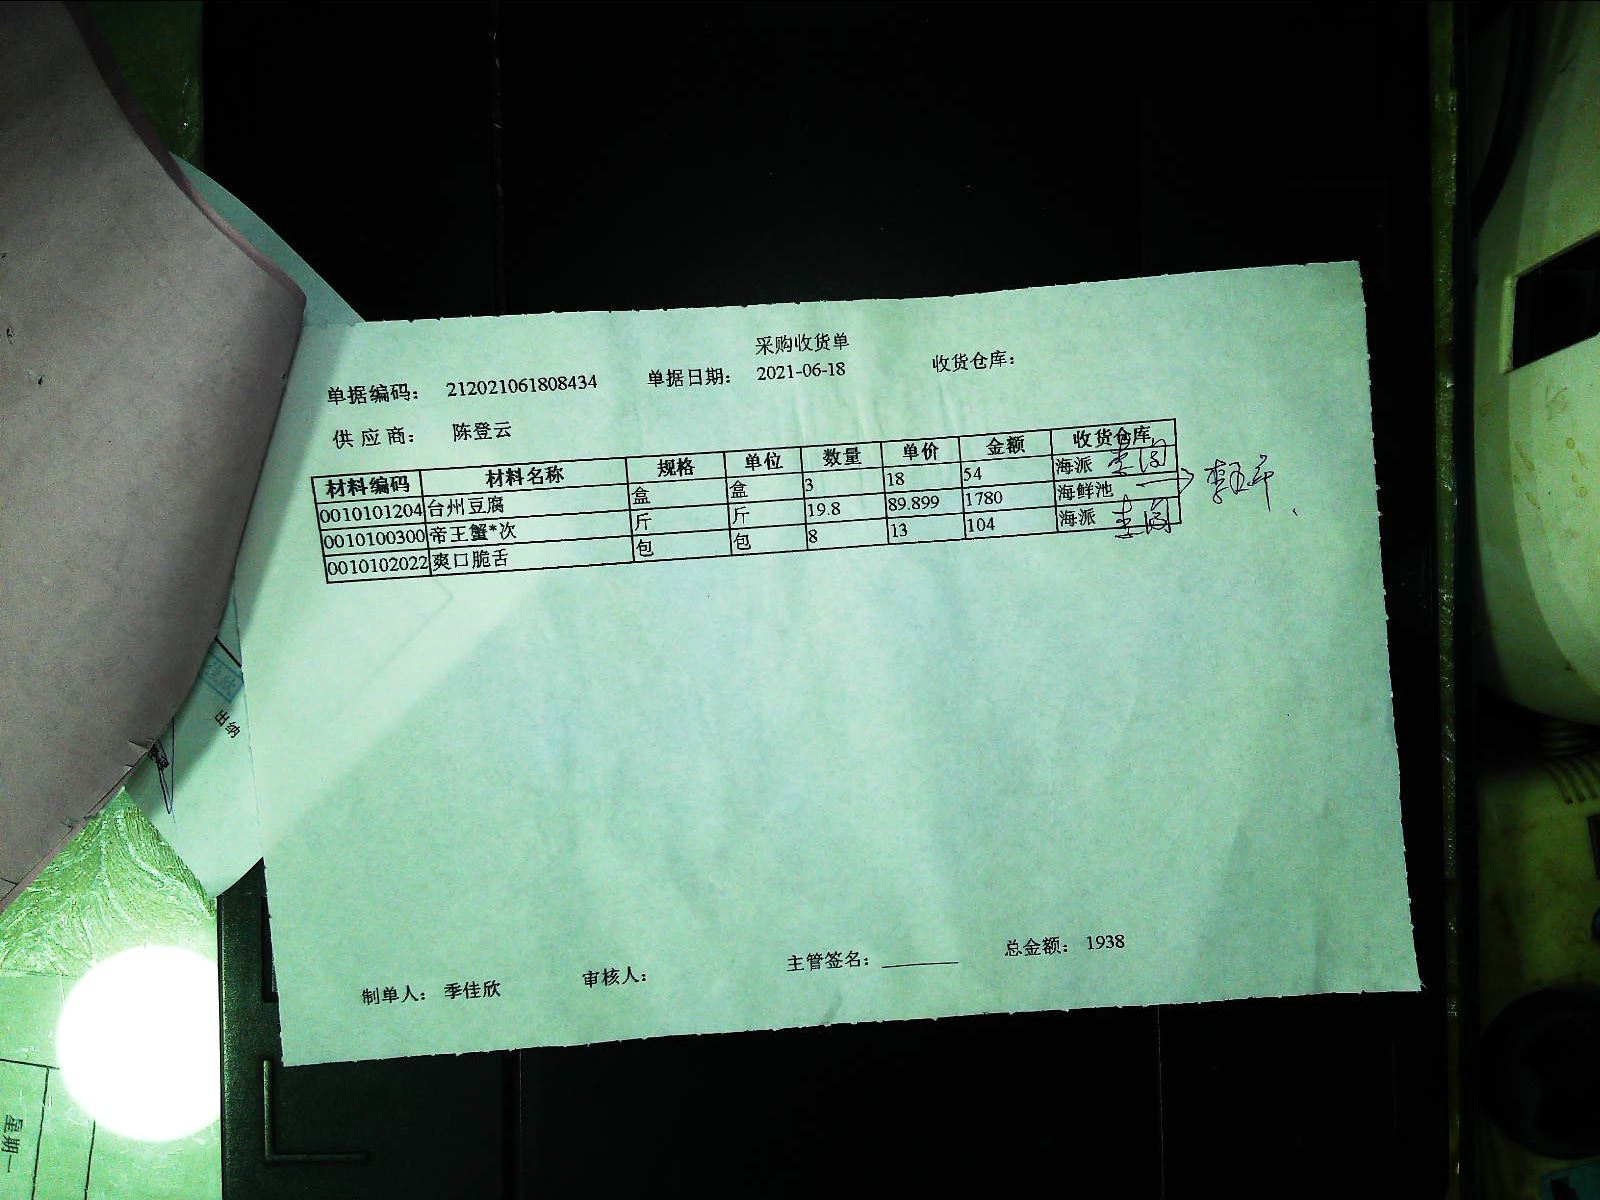 采购收货单
单据编码： 212021061808434 单据日期： 2021-06-18 收货仓库：
供应商： 陈登云
材料编码 材料名称 规格 单位 数量 单价 金额 收货仓库
0010101204 台州豆腐 盒 盒 3 18 54 海派
0010100300 帝王蟹*次 斤 斤 19.8 89.899 1780 海鲜池
0010102022 爽口脆舌 包 包 8 13 104 海派
制单人： 季佳欣 审核人： 主管签名： 总金额： 1938
出纳
星期一